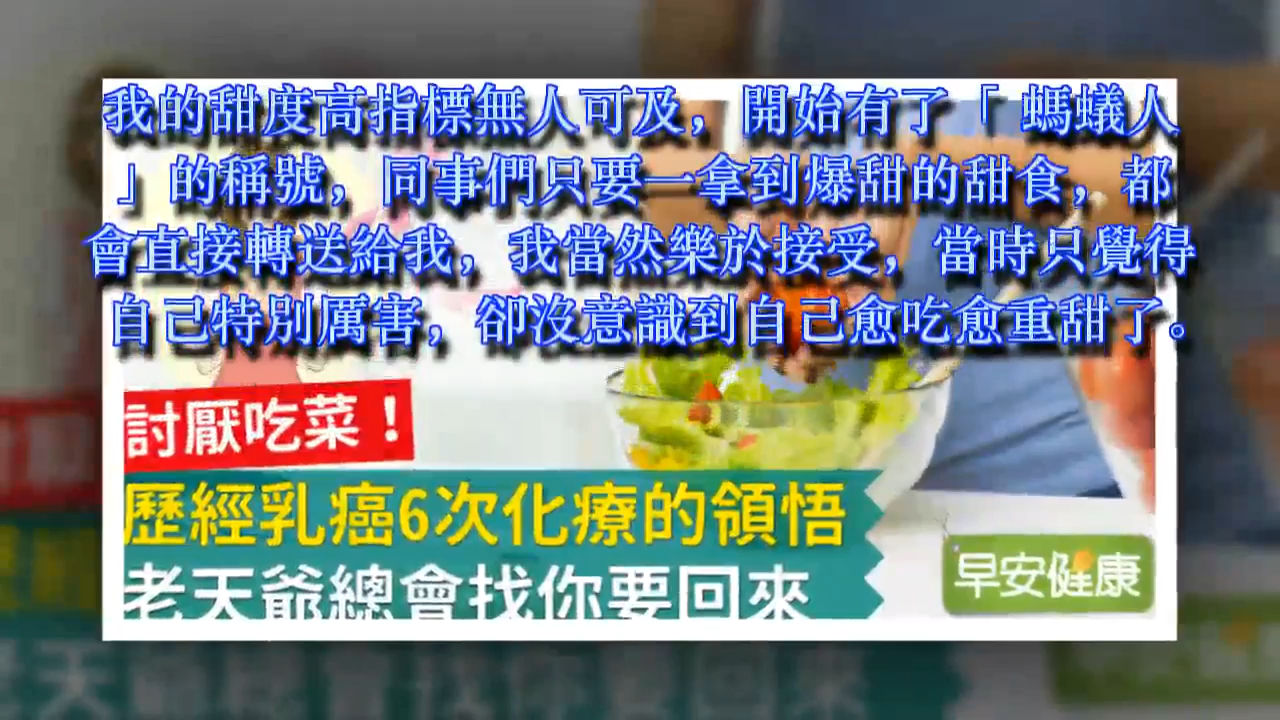 我的甜度高指標無人可及，開始有了「 螞蟻人
」的稱號，同事們只要一拿到爆甜的甜食，都
會直接轉送給我，我當然樂於接受，當時只覺得
自己特別厲害，卻沒意識到自己愈吃愈重甜了。
討厭吃菜！
歷經乳癌6次化療的領悟
老天爺總會找你要回來
早安健康